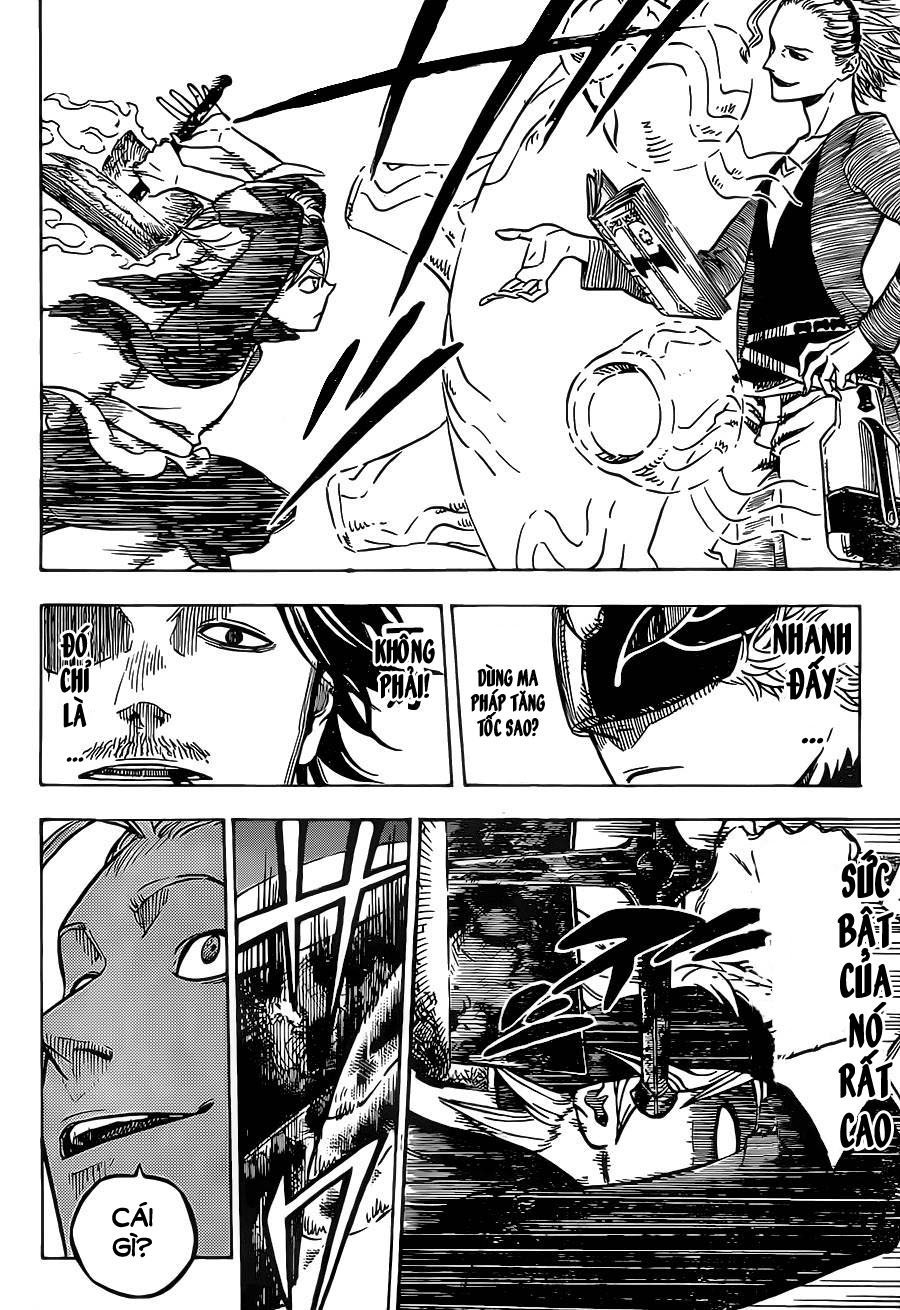 NHANH
ĐẤY
...
DÙNG MA
PHÁP TĂNG
TỐC SAO?
KHÔNG
PHẢI!
ĐÓ
CHỈ
LÀ
...
SỨC
BẬT
CỦA
NÓ
RẤT
CAO
CÁI
GÌ?